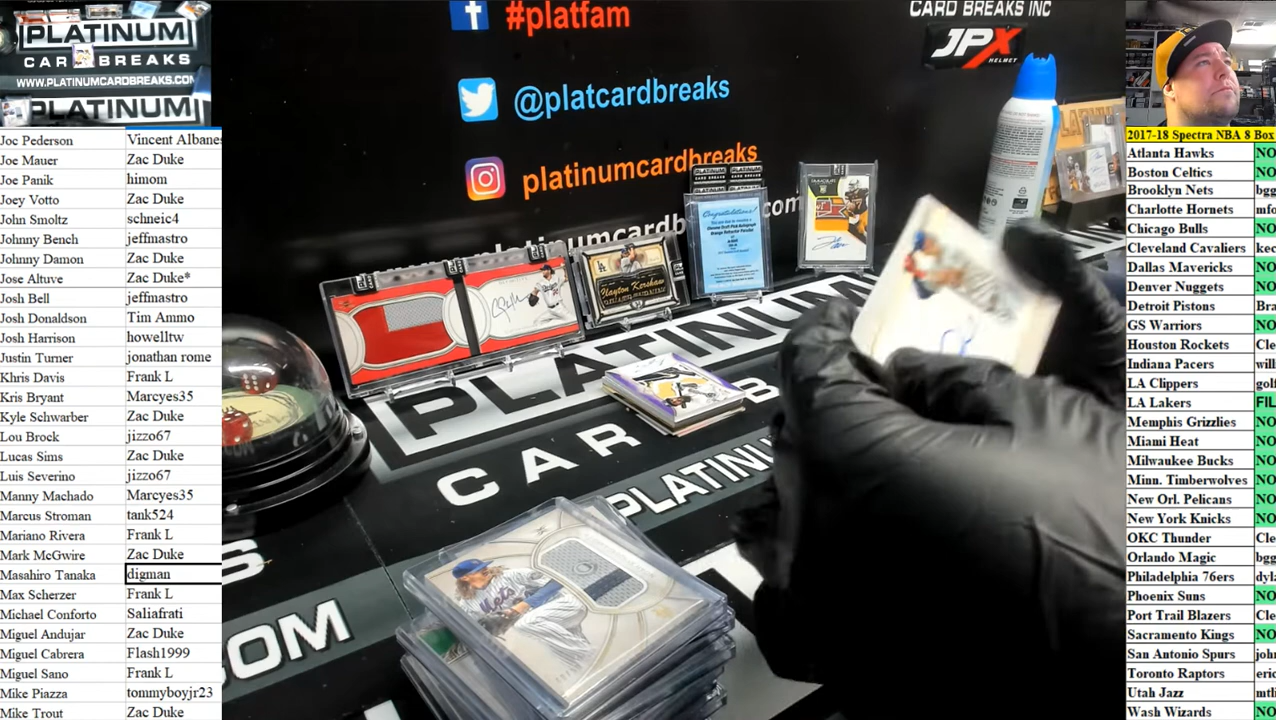 PLATINUM
CARD BREAKS
WWW.PLATINUMCARDBREAKS.COM
PLATINUM
Joc Pederson Vincent Albanes
Joe Mauer Zac Duke
Joe Panik himom
Joey Votto Zac Duke
John Smoltz schneic4
Johnny Bench jeffmastro
Johnny Damon Zac Duke
Jose Altive Zac Duke*
Josh Bell jeffmastro
Josh Donaldson Tim Ammo
Josh Harrison howelltw
Justin Turner jonathan rome
Khris Davis Frank L
Kris Bryant Marcyes35
Kyle Schwarber Zac Duke
Lou Brock jizzo67
Lucas Sims Zac Duke
Luis Severino jizzo67
Manny Machado Marcyes35
Marcus Stroman tank524
Mariano Rivera Frank L
Mark McGwire Zac Duke
Masahiro Tanaka digman
Max Scherzer Frank L
Michael Conforto Saliafrati
Miguel Andujar Zac Duke
Miguel Cabrera Flash1999
Miguel Sano Frank L
Mike Piazza tommyboyjr23
Mike Trout Zac Duke
#platfam
@platcardbreaks
platinumcardbreaks
platinumcardb
com
CARD BREAKS INC
JPX
HELMET
Congratulations!
Clayton Kershaw
PLATINUM
CAR B
PLATINU
S
.COM
2017-18 Spectra NBA 8 Box
Atlanta Hawks NO
Boston Celtics NO
Brooklyn Nets bgg
Charlotte Hornets mfo
Chicago Bulls NO
Cleveland Cavaliers kec
Dallas Mavericks NO
Denver Nuggets NO
Detroit Pistons Bra
GS Warriors NO
Houston Rockets Cle
Indiana Pacers will
LA Clippers golf
LA Lakers FIL
Memphis Grizzlies NO
Miami Heat NO
Milwaukee Bucks NO
Minn. Timberwolves NO
New Orl. Pelicans NO
New York Knicks NO
OKC Thunder Cle
Orlando Magic bgg
Philadelphia 76ers dyl
Phoenix Suns NO
Port Trail Blazers Cle
Sacramento Kings NO
San Antonio Spurs joh
Toronto Raptors eric
Utah Jazz mtl
Wash Wizards NO